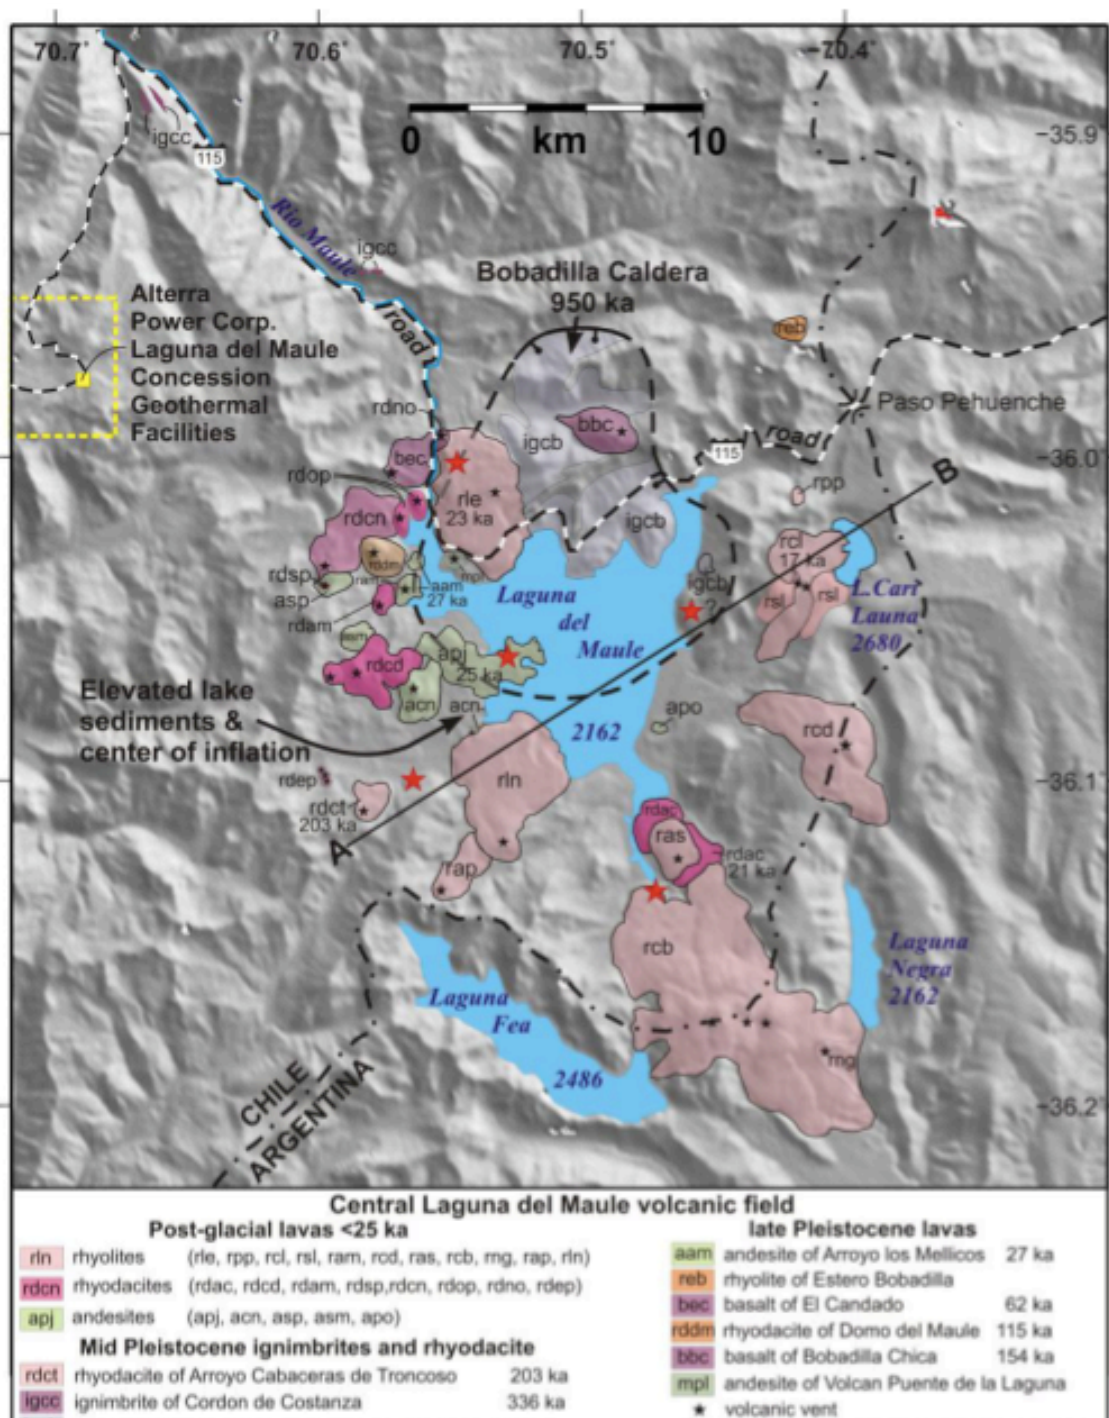 70.7°
70.6°
70.5°
70.4°
igcc
115
0 km 10
−35.9
Rio Maule
igcc
Bobadilla Caldera
950 ka
road
reb
Alterra
Power Corp.
Laguna del Maule
Concession
Geothermal
Facilities
Paso Pehuenche
rdno
bbc
igcb
road
115
bec
−36.0
B
rdop
rle
23 ka
rpp
rdcn
igcb
rcl
17 ka
rddm
mpl
rdsp
ram
aam
27 ka
igcb
?
rsl
rsl
asp
Laguna
del
Maule
L.Cari
Launa
2680
rdam
asm
apj
25 ka
rdcd
Elevated lake
sediments &
center of inflation
acn
acn
apo
2162
rcd
rdep
rln
−36.1
rdct
203 ka
A
rdac
ras
rdac
21 ka
rap
rcb
Laguna
Negra
2162
Laguna
Fea
rng
2486
CHILE
ARGENTINA
−36.2
Central Laguna del Maule volcanic field
Post-glacial lavas <25 ka
rln rhyolites (rle, rpp, rcl, rsl, ram, rcd, ras, rcb, rng, rap, rln)
rdcn rhyodacites (rdac, rdcd, rdam, rdsp,rdcn, rdop, rdno, rdep)
apj andesites (apj, acn, asp, asm, apo)
Mid Pleistocene ignimbrites and rhyodacite
rdct rhyodacite of Arroyo Cabaceras de Troncoso 203 ka
igcc ignimbrite of Cordon de Costanza 336 ka
late Pleistocene lavas
aam andesite of Arroyo los Mellicos 27 ka
reb rhyolite of Estero Bobadilla
bec basalt of El Candado 62 ka
rddm rhyodacite of Domo del Maule 115 ka
bbc basalt of Bobadilla Chica 154 ka
mpl andesite of Volcan Puente de la Laguna
volcanic vent